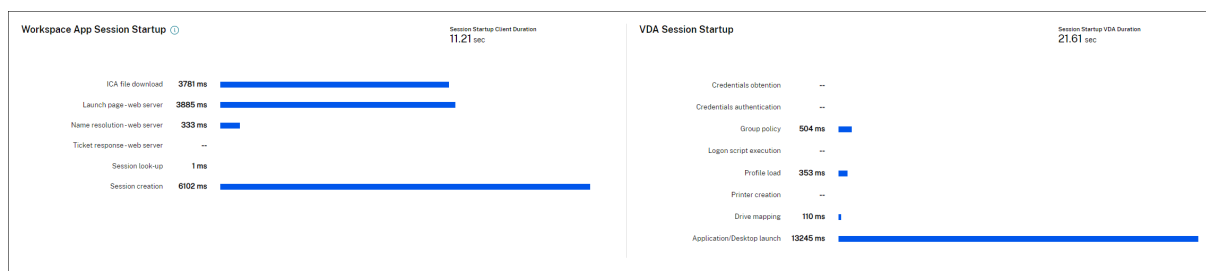 Workspace App Session Startup
Session Startup Client Duration
11.21 sec
ICA file download 3781 ms
Launch page-web server 3885 ms
Name resolution-web server 333 ms
Ticket response-web server --
Session look-up 1 ms
Session creation 6102 ms
VDA Session Startup
Session Startup VDA Duration
21.61 sec
Credentials obtention --
Credentials authentication --
Group policy 504 ms
Logon script execution --
Profile load 353 ms
Printer creation --
Drive mapping 110 ms
Application/Desktop launch 13245 ms